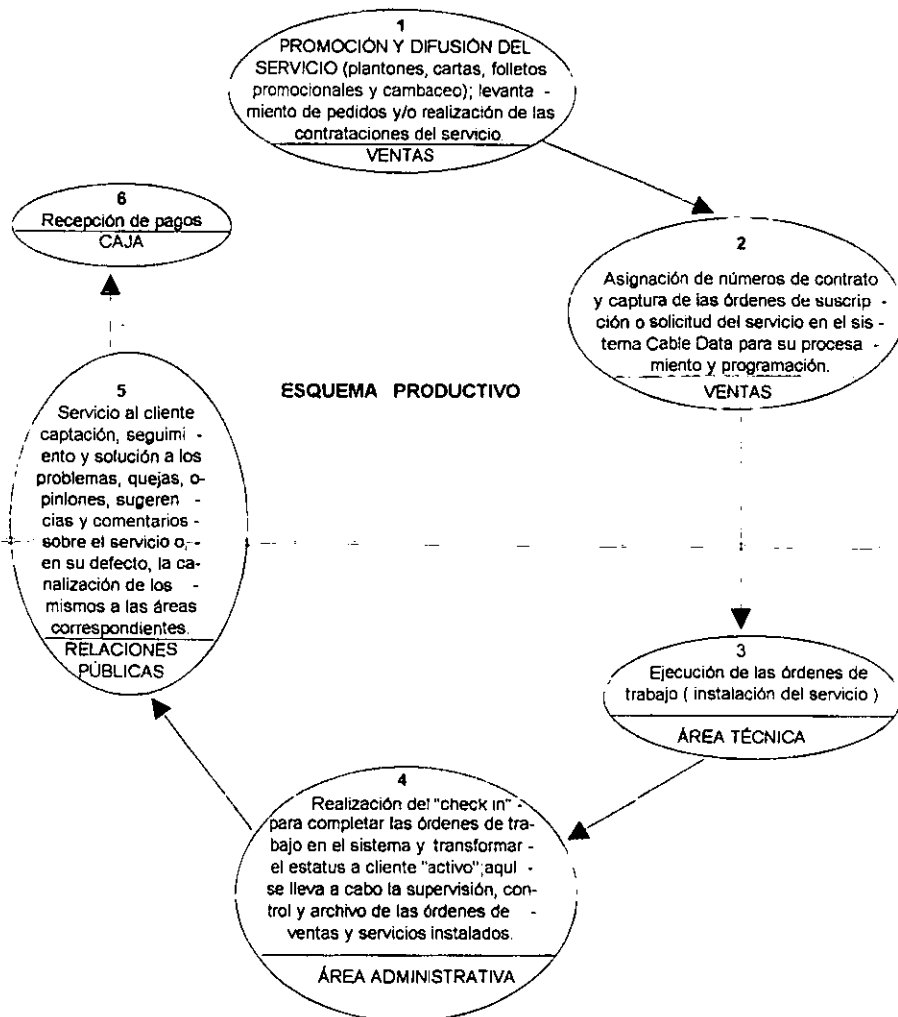 1
PROMOCIÓN Y DIFUSIÓN DEL
SERVICIO (plantones, cartas, folletos
promocionales y cambaceo); levanta -
miento de pedidos y/o realización de las
contrataciones del servicio.
VENTAS
2
Asignación de números de contrato
y captura de las órdenes de suscrip -
ción o solicitud del servicio en el sis -
tema Cable Data para su procesa -
miento y programación.
VENTAS
ESQUEMA PRODUCTIVO
3
Ejecución de las órdenes de
trabajo ( instalación del servicio )
ÁREA TÉCNICA
4
Realización del "check in" -
para completar las órdenes de tra-
bajo en el sistema y transformar -
el estatus a cliente "activo"; aquí -
se lleva a cabo la supervisión, con-
trol y archivo de las órdenes de -
ventas y servicios instalados.
ÁREA ADMINISTRATIVA
5
Servicio al cliente
captación, seguimi -
ento y solución a los
problemas, quejas, o-
piniones, sugeren -
cias y comentarios -
sobre el servicio o, -
en su defecto, la ca-
nalización de los -
mismos a las áreas
correspondientes.
RELACIONES
PÚBLICAS
6
Recepción de pagos
CAJA